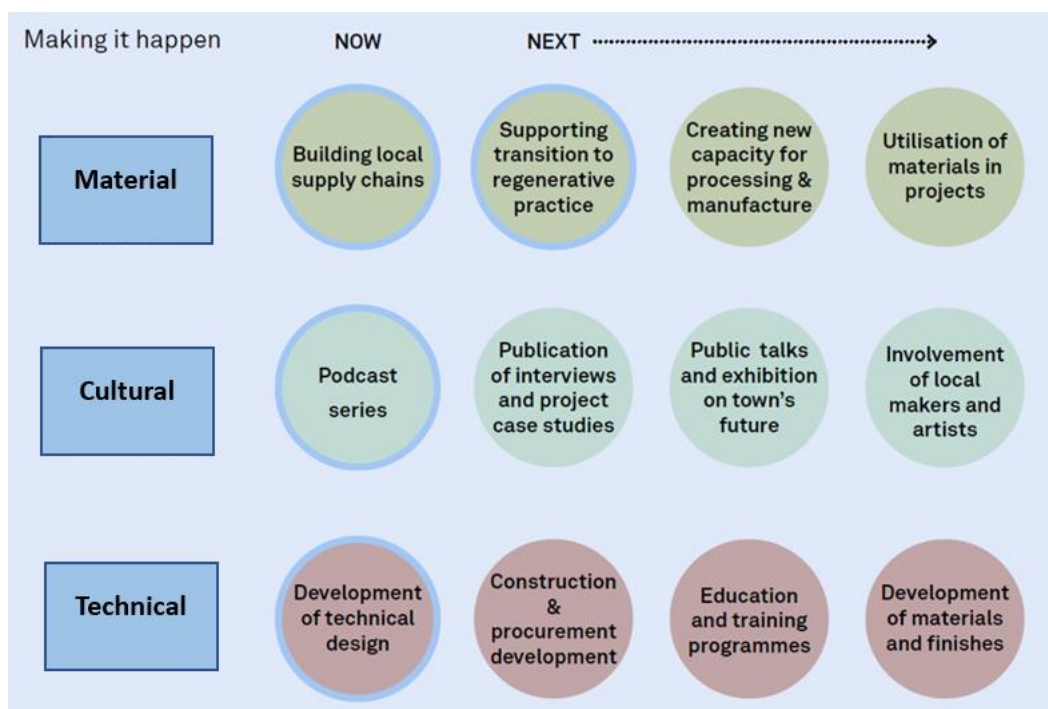 Making it happen
NOW
NEXT
Material
Building local
supply chains
Supporting
transition to
regenerative
practice
Creating new
capacity for
processing &
manufacture
Utilisation of
materials in
projects
Cultural
Podcast
series
Publication
of interviews
and project
case studies
Public talks
and exhibition
on town's
future
Involvement
of local
makers and
artists
Technical
Development
of technical
design
Construction
&
procurement
development
Education
and training
programmes
Development
of materials
and finishes